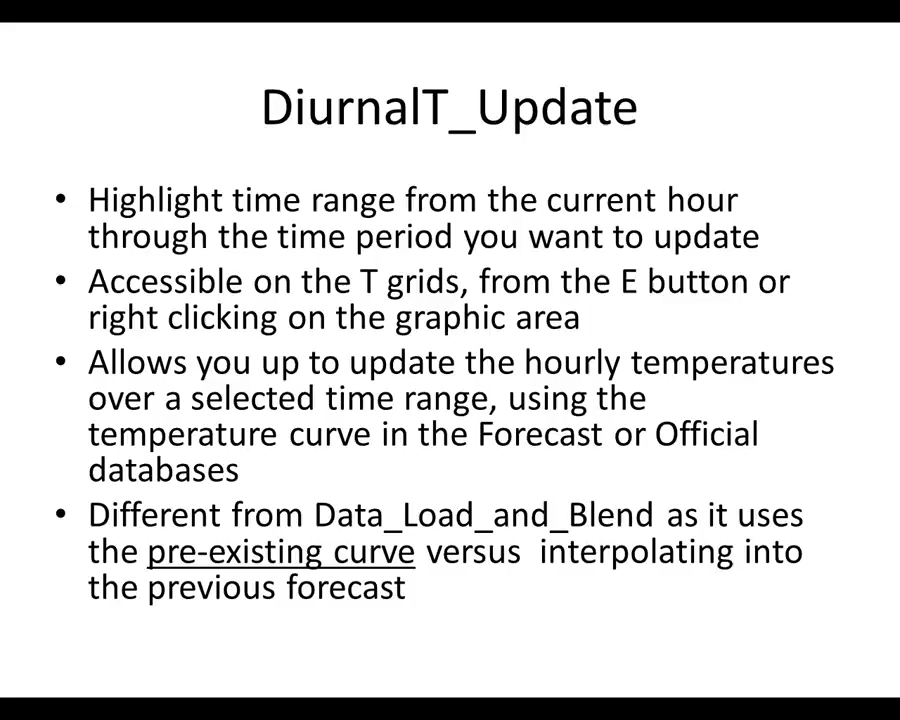 DiurnalT_Update
• Highlight time range from the current hour
through the time period you want to update
• Accessible on the T grids, from the E button or
right clicking on the graphic area
• Allows you up to update the hourly temperatures
over a selected time range, using the
temperature curve in the Forecast or Official
databases
• Different from Data_Load_and_Blend as it uses
the pre-existing curve versus interpolating into
the previous forecast